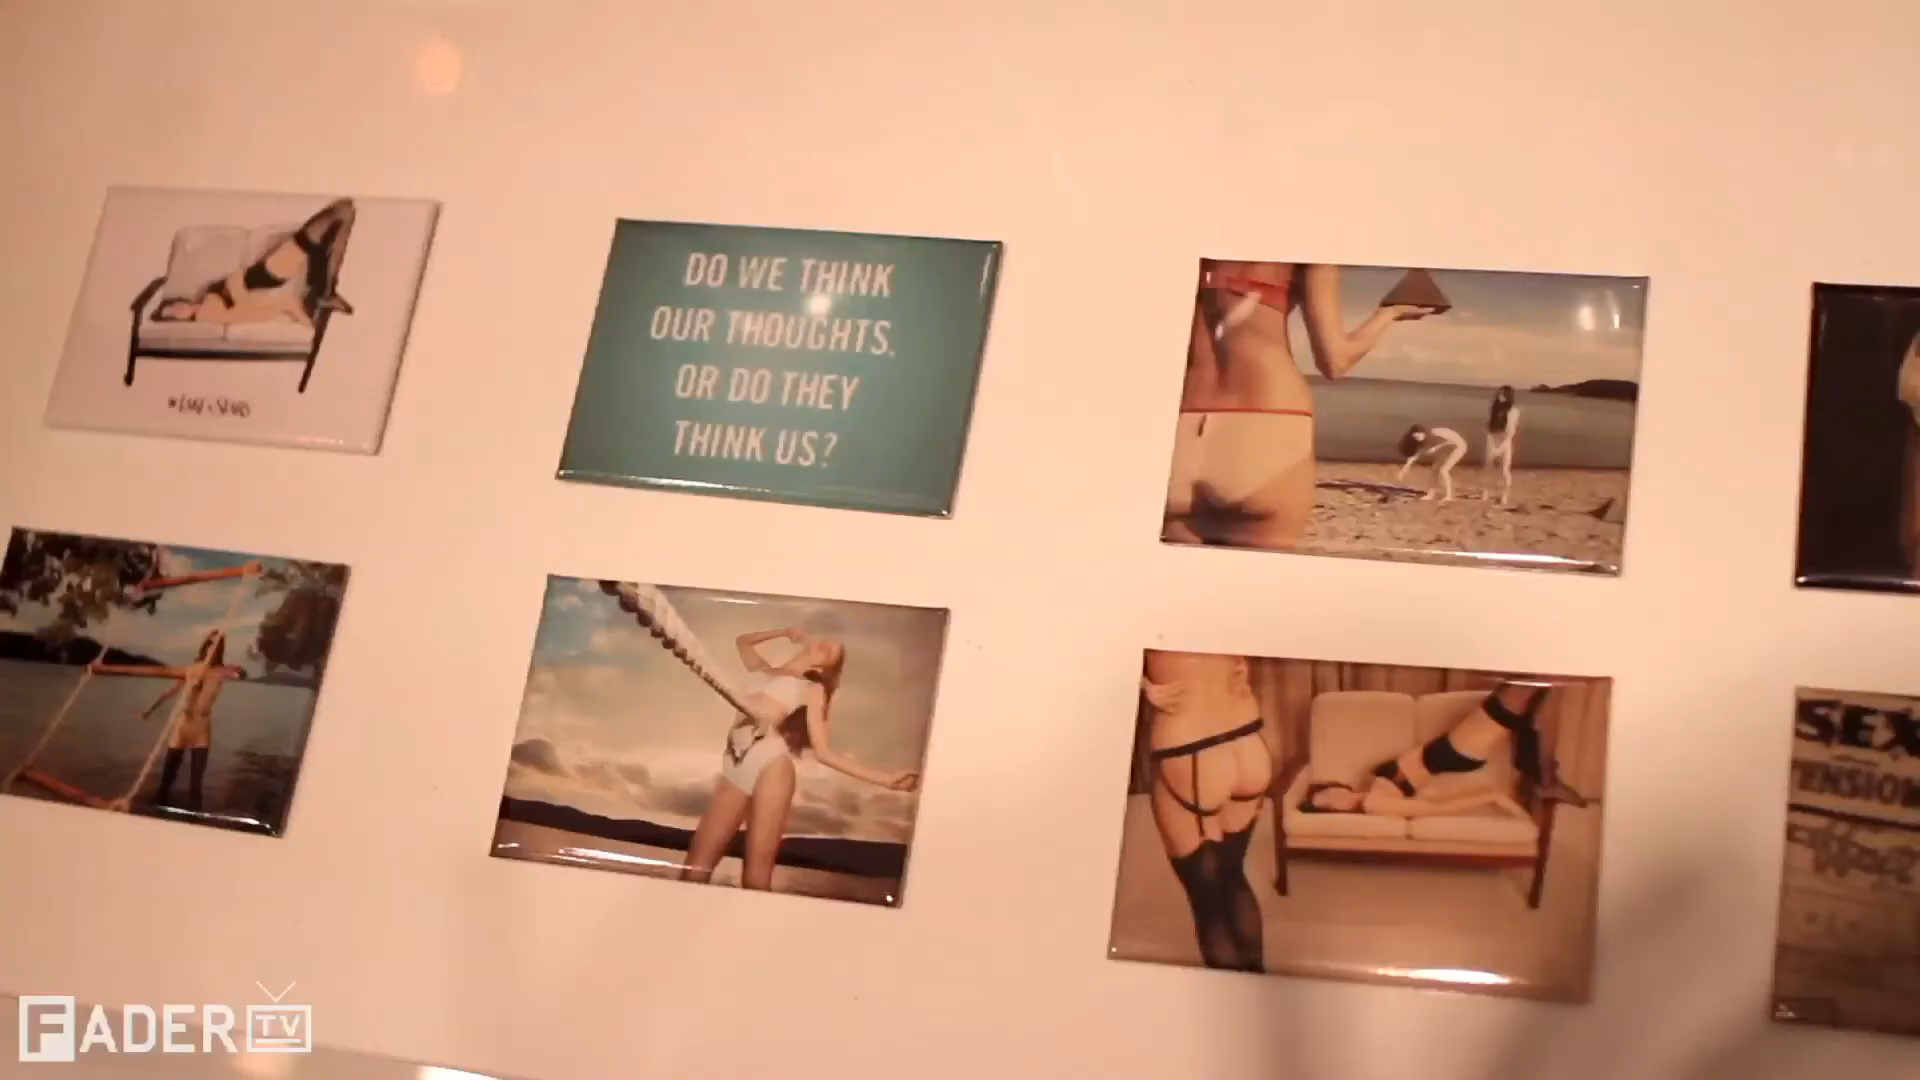 DO WE THINK
OUR THOUGHTS,
OR DO THEY
THINK US?
SEX
TENSION
FADER TV